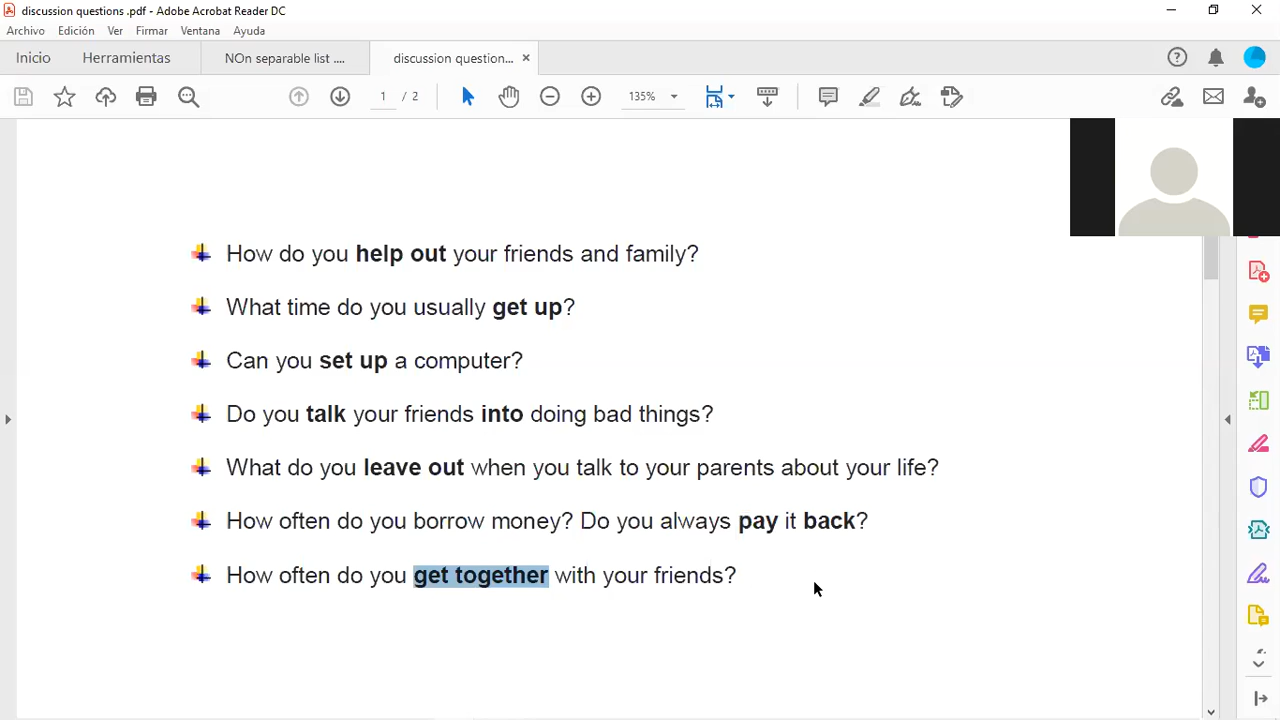 discussion questions .pdf - Adobe Acrobat Reader DC
Archivo Edición Ver Firmar Ventana Ayuda
Inicio Herramientas NOn separable list .... discussion question... ×
1 / 2 135%
How do you help out your friends and family?
What time do you usually get up?
Can you set up a computer?
Do you talk your friends into doing bad things?
What do you leave out when you talk to your parents about your life?
How often do you borrow money? Do you always pay it back?
How often do you get together with your friends?